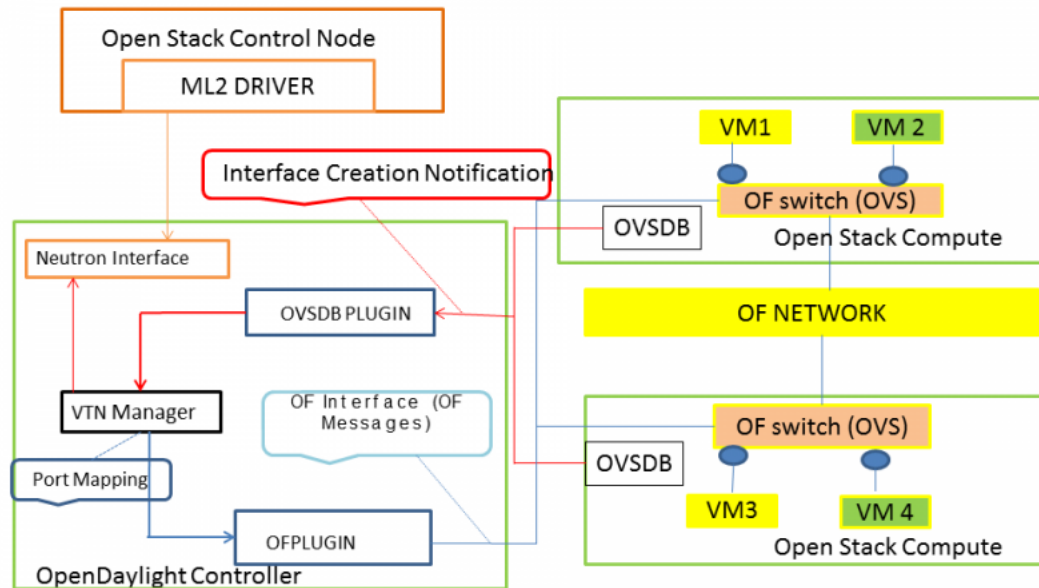 Open Stack Control Node
ML2 DRIVER
Interface Creation Notification
VM1
VM 2
OF switch (OVS)
OVSDB
Open Stack Compute
Neutron Interface
OVSDB PLUGIN
OF NETWORK
VTN Manager
OF Interface (OF
Messages)
Port Mapping
OFPLUGIN
OpenDaylight Controller
OF switch (OVS)
OVSDB
VM3
VM 4
Open Stack Compute